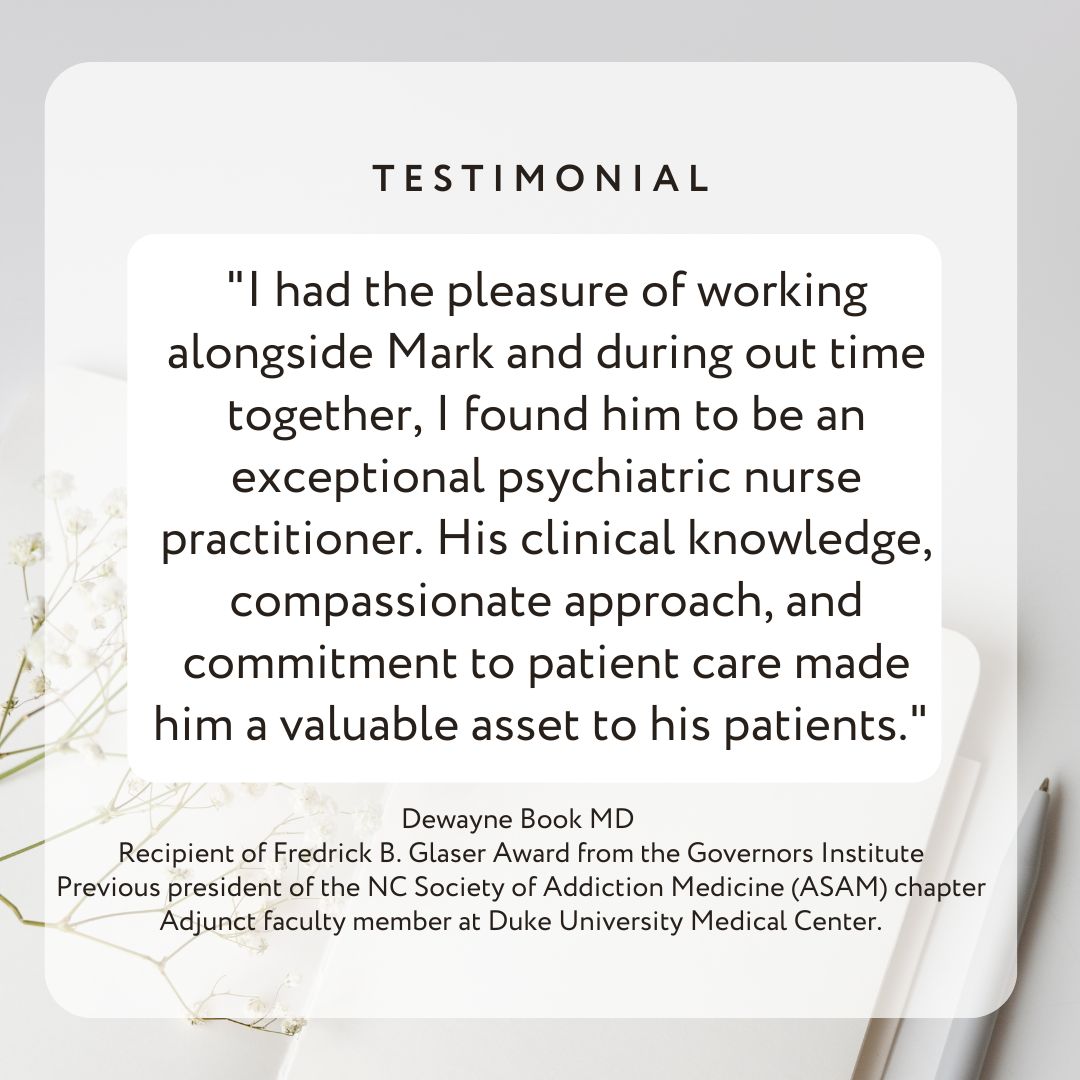 TESTIMONIAL
"I had the pleasure of working
alongside Mark and during out time
together, I found him to be an
exceptional psychiatric nurse
practitioner. His clinical knowledge,
compassionate approach, and
commitment to patient care made
him a valuable asset to his patients."
Dewayne Book MD
Recipient of Fredrick B. Glaser Award from the Governors Institute
Previous president of the NC Society of Addiction Medicine (ASAM) chapter
Adjunct faculty member at Duke University Medical Center.